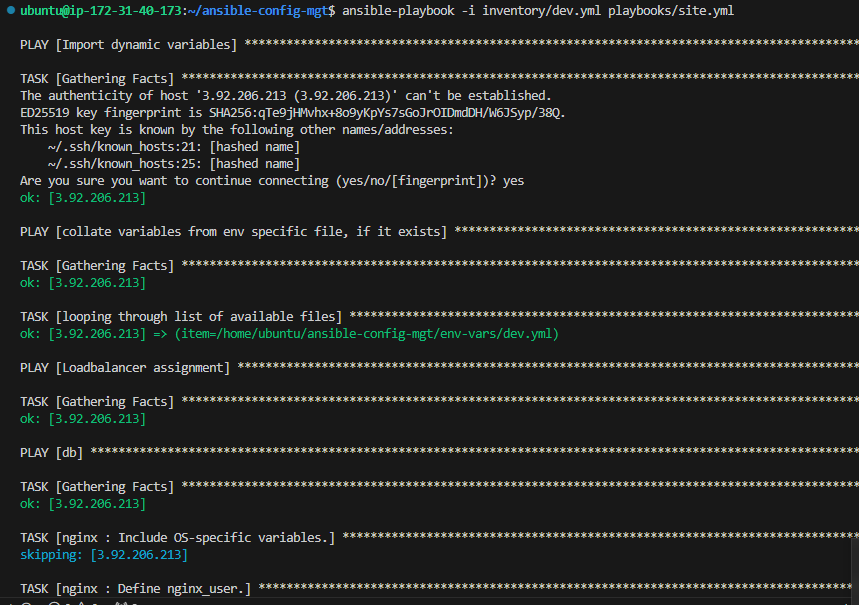 ubuntu@ip-172-31-40-173:~/ansible-config-mgt$ ansible-playbook -i inventory/dev.yml playbooks/site.yml
PLAY [Import dynamic variables] ****************************************************************************************
TASK [Gathering Facts] *************************************************************************************************
The authenticity of host '3.92.206.213 (3.92.206.213)' can't be established.
ED25519 key fingerprint is SHA256:qTe9jHMvhx+8o9yKpYs7sGoJrOIDmdDH/W6JSyp/38Q.
This host key is known by the following other names/addresses:
    ~/.ssh/known_hosts:21: [hashed name]
    ~/.ssh/known_hosts:25: [hashed name]
Are you sure you want to continue connecting (yes/no/[fingerprint])? yes
ok: [3.92.206.213]
PLAY [collate variables from env specific file, if it exists] **********************************************************
TASK [Gathering Facts] *************************************************************************************************
ok: [3.92.206.213]
TASK [looping through list of available files] *************************************************************************
ok: [3.92.206.213] => (item=/home/ubuntu/ansible-config-mgt/env-vars/dev.yml)
PLAY [Loadbalancer assignment] *****************************************************************************************
TASK [Gathering Facts] *************************************************************************************************
ok: [3.92.206.213]
PLAY [db] **************************************************************************************************************
TASK [Gathering Facts] *************************************************************************************************
ok: [3.92.206.213]
TASK [nginx : Include OS-specific variables.] **************************************************************************
skipping: [3.92.206.213]
TASK [nginx : Define nginx_user.] **************************************************************************************